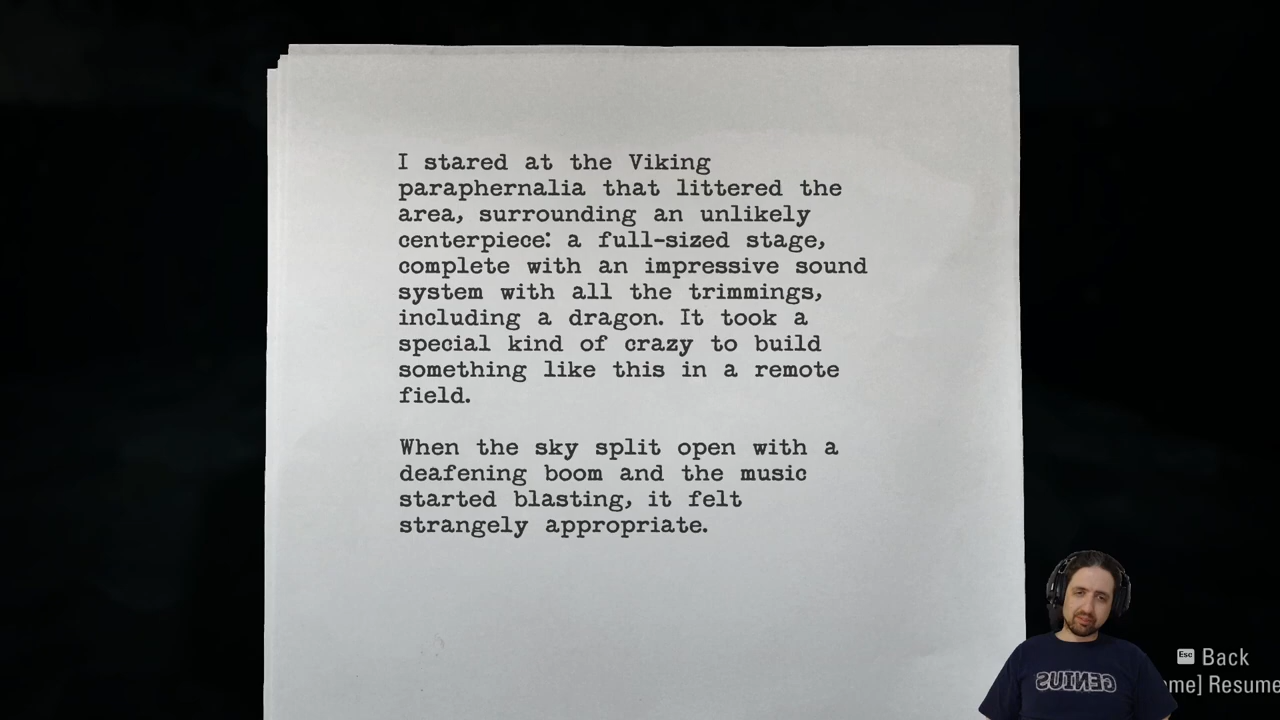 I stared at the Viking
paraphernalia that littered the
area, surrounding an unlikely
centerpiece: a full-sized stage,
complete with an impressive sound
system with all the trimmings,
including a dragon. It took a
special kind of crazy to build
something like this in a remote
field.
When the sky split open with a
deafening boom and the music
started blasting, it felt
strangely appropriate.
GENIUS
Esc Back
me] Resume